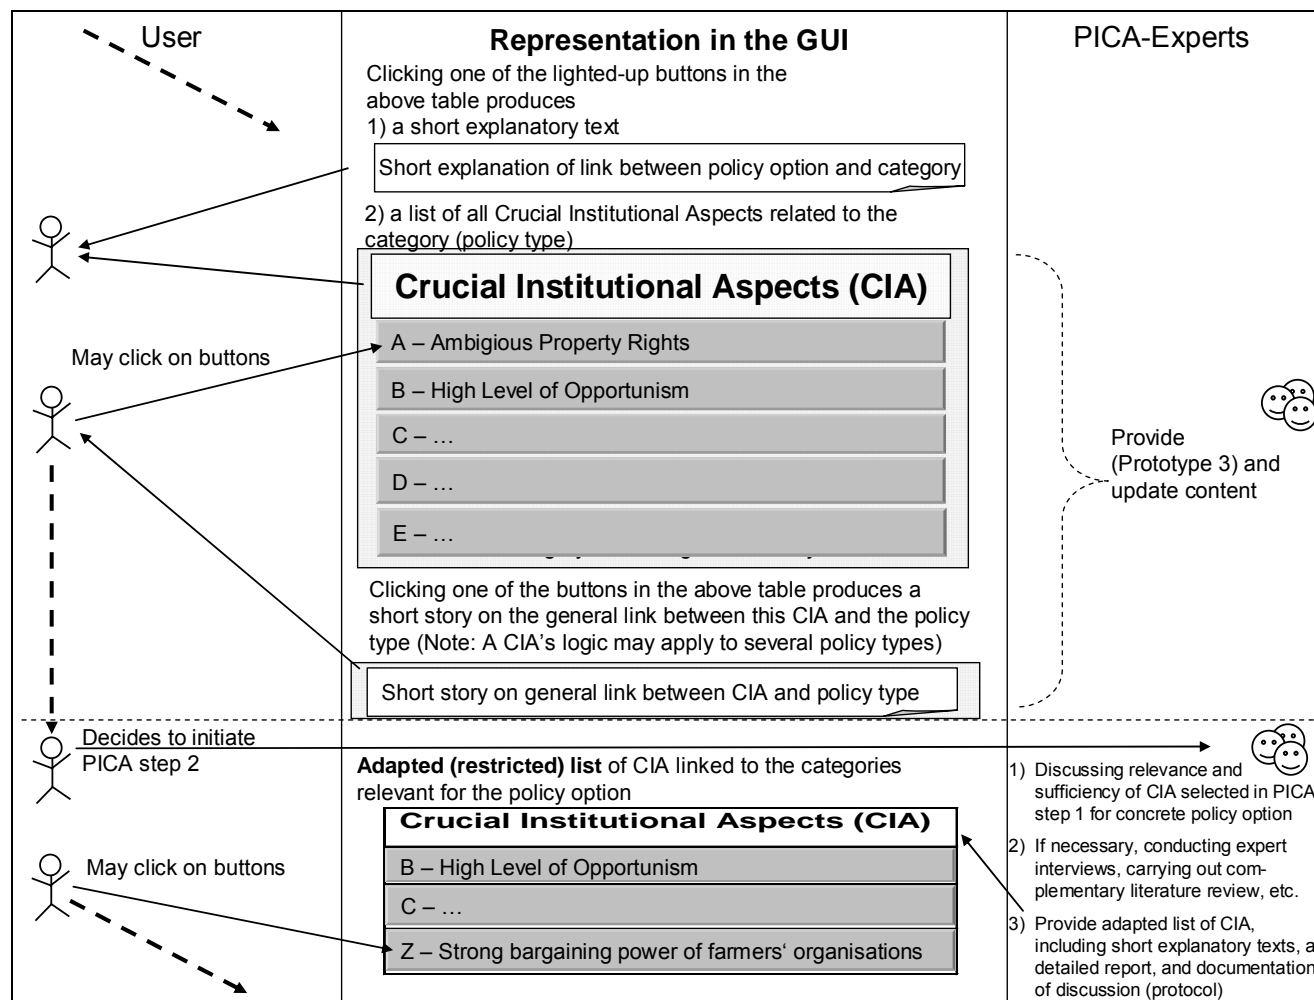 User
Representation in the GUI
PICA-Experts
Clicking one of the lighted-up buttons in the
above table produces
1) a short explanatory text
Short explanation of link between policy option and category
2) a list of all Crucial Institutional Aspects related to the
category (policy type)
Crucial Institutional Aspects (CIA)
A – Ambigious Property Rights
May click on buttons
B – High Level of Opportunism
C – ...
D – ...
E – ...
Provide
(Prototype 3) and
update content
Clicking one of the buttons in the above table produces a
short story on the general link between this CIA and the policy
type (Note: A CIA's logic may apply to several policy types)
Short story on general link between CIA and policy type
Decides to initiate
PICA step 2
Adapted (restricted) list of CIA linked to the categories
relevant for the policy option
Crucial Institutional Aspects (CIA)
May click on buttons
B – High Level of Opportunism
C – ...
Z – Strong bargaining power of farmers‘ organisations
1) Discussing relevance and
sufficiency of CIA selected in PICA
step 1 for concrete policy option
2) If necessary, conducting expert
interviews, carrying out com-
plementary literature review, etc.
3) Provide adapted list of CIA,
including short explanatory texts, a
detailed report, and documentation
of discussion (protocol)